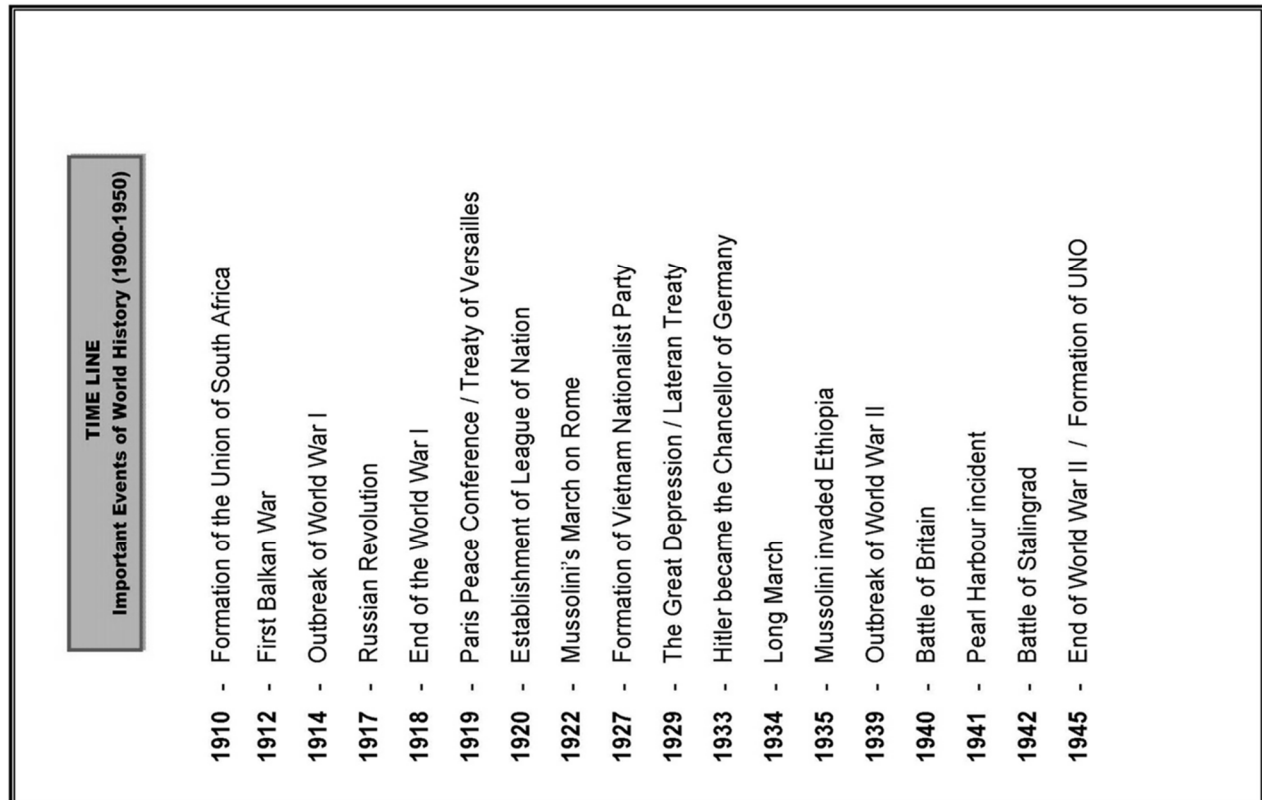 TIME LINE
Important Events of World History (1900-1950)
1910 - Formation of the Union of South Africa
1912 - First Balkan War
1914 - Outbreak of World War I
1917 - Russian Revolution
1918 - End of the World War I
1919 - Paris Peace Conference / Treaty of Versailles
1920 - Establishment of League of Nation
1922 - Mussolini's March on Rome
1927 - Formation of Vietnam Nationalist Party
1929 - The Great Depression / Lateran Treaty
1933 - Hitler became the Chancellor of Germany
1934 - Long March
1935 - Mussolini invaded Ethiopia
1939 - Outbreak of World War II
1940 - Battle of Britain
1941 - Pearl Harbour incident
1942 - Battle of Stalingrad
1945 - End of World War II / Formation of UNO